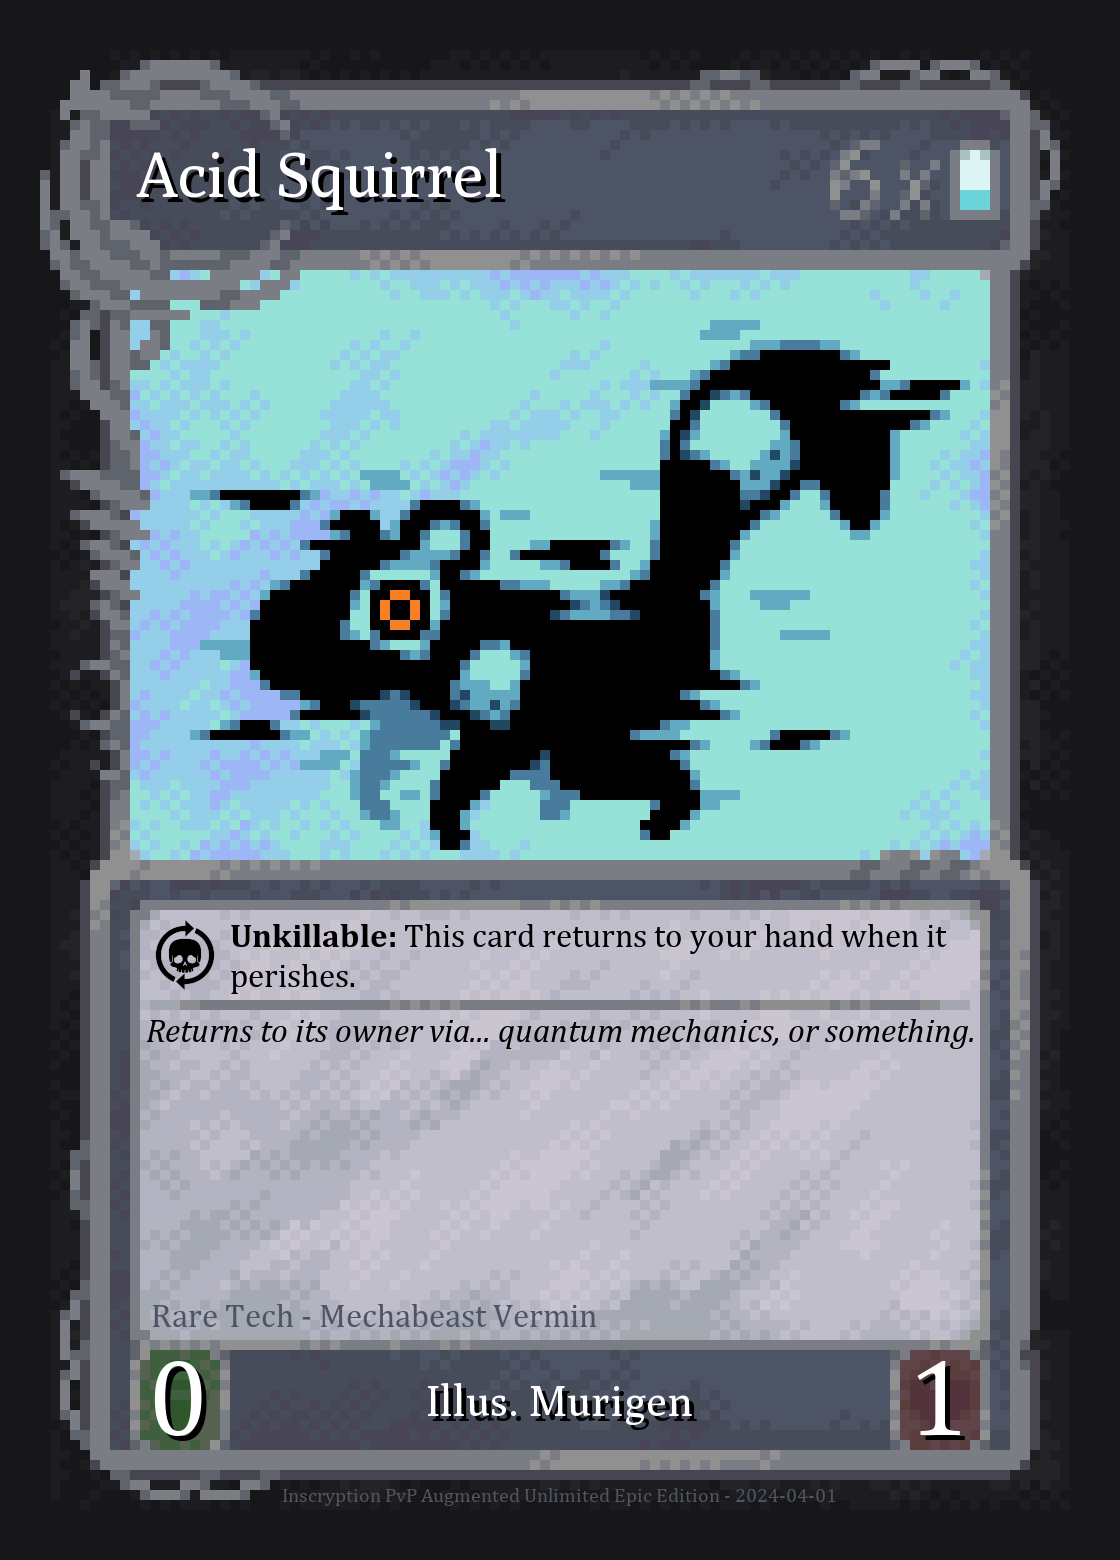 Acid Squirrel 6x
Unkillable: This card returns to your hand when it
perishes.
Returns to its owner via... quantum mechanics, or something.
Rare Tech - Mechabeast Vermin
0 Illus. Murigen 1
Inscryption PvP Augmented Unlimited Epic Edition - 2024-04-01